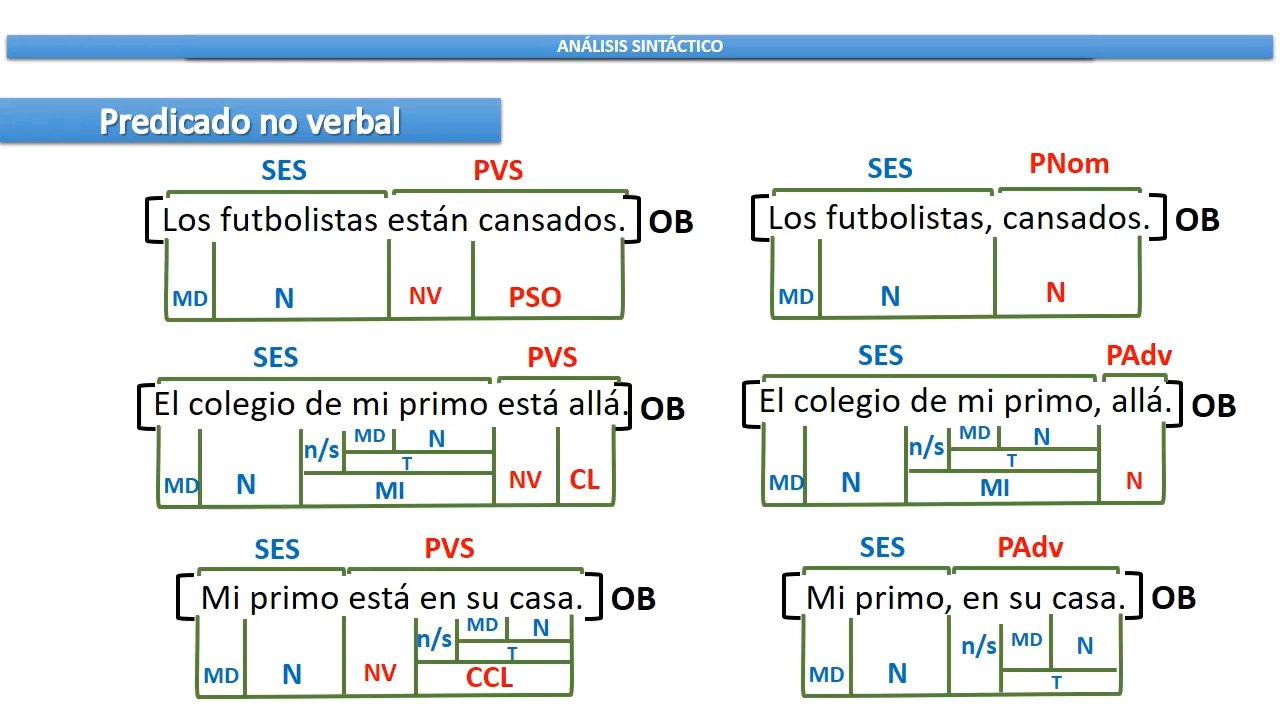 ANÁLISIS SINTÁCTICO
Predicado no verbal
SES PVS
Los futbolistas están cansados. OB
MD N NV PSO
SES PNom
Los futbolistas, cansados. OB
MD N N
SES PVS
El colegio de mi primo está allá. OB
n/s MD N
T
MD N MI NV CL
SES PAdv
El colegio de mi primo, allá. OB
n/s MD N
T
MD N MI N
SES PVS
Mi primo está en su casa. OB
n/s MD N
T
MD N NV CCL
SES PAdv
Mi primo, en su casa. OB
n/s MD N
MD N T